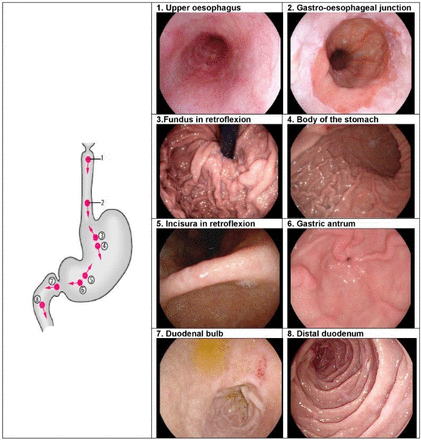 1. Upper oesophagus
2. Gastro-oesophageal junction
3.Fundus in retroflexion
4. Body of the stomach
5. Incisura in retroflexion
6. Gastric antrum
7. Duodenal bulb
8. Distal duodenum
1
2
3
4
5
6
7
8